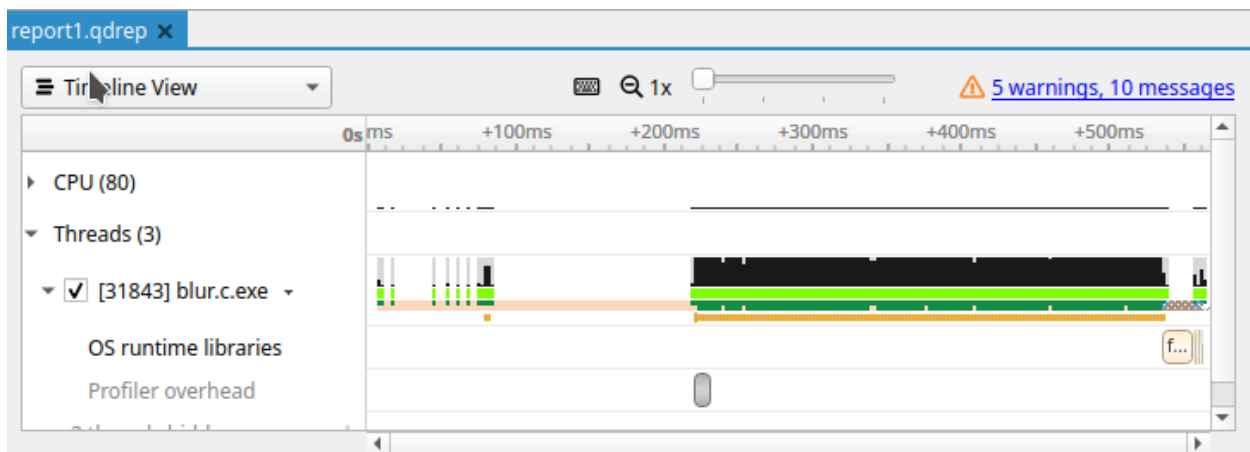 report1.qdrep ×
Timeline View
1x
5 warnings, 10 messages
0s ms +100ms +200ms +300ms +400ms +500ms
CPU (80)
Threads (3)
[31843] blur.c.exe
OS runtime libraries
f...
Profiler overhead